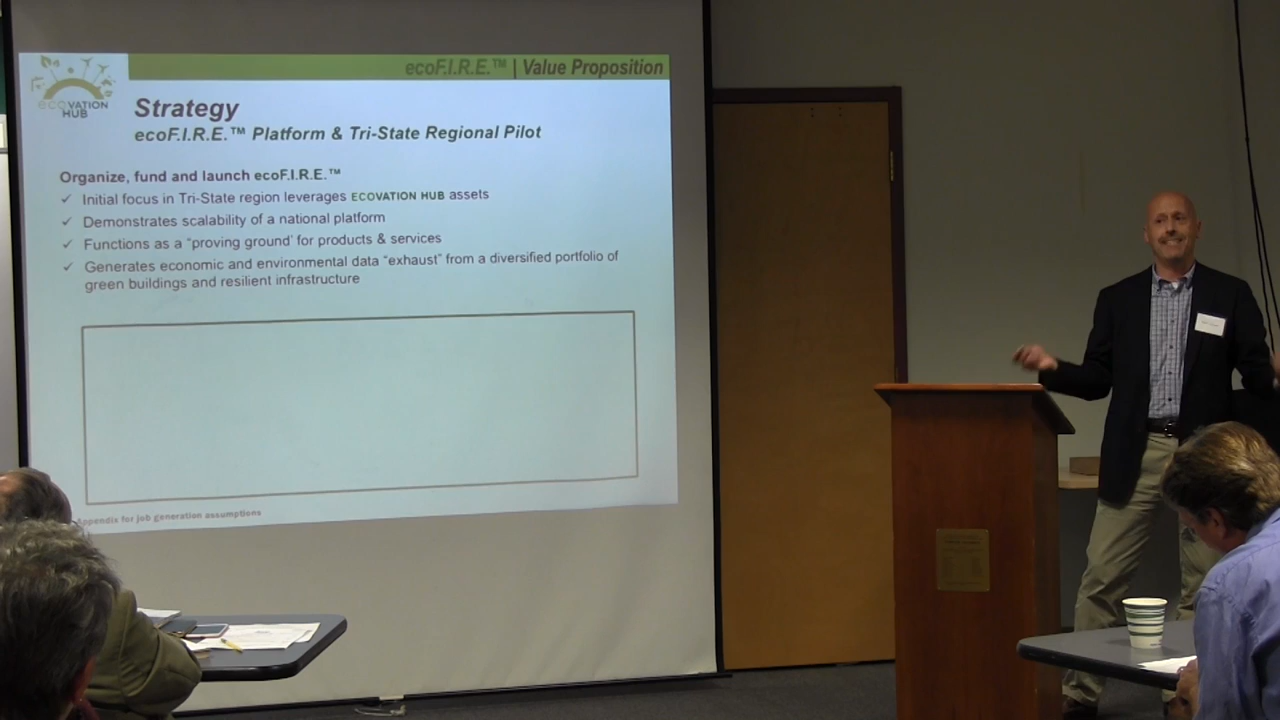 ecoF.I.R.E.™ | Value Proposition
ecoVATION
HUB
Strategy
ecoF.I.R.E.™ Platform & Tri-State Regional Pilot
Organize, fund and launch ecoF.I.R.E.™
✓ Initial focus in Tri-State region leverages ECOVATION HUB assets
✓ Demonstrates scalability of a national platform
✓ Functions as a "proving ground' for products & services
✓ Generates economic and environmental data "exhaust" from a diversified portfolio of
green buildings and resilient infrastructure
Appendix for job generation assumptions